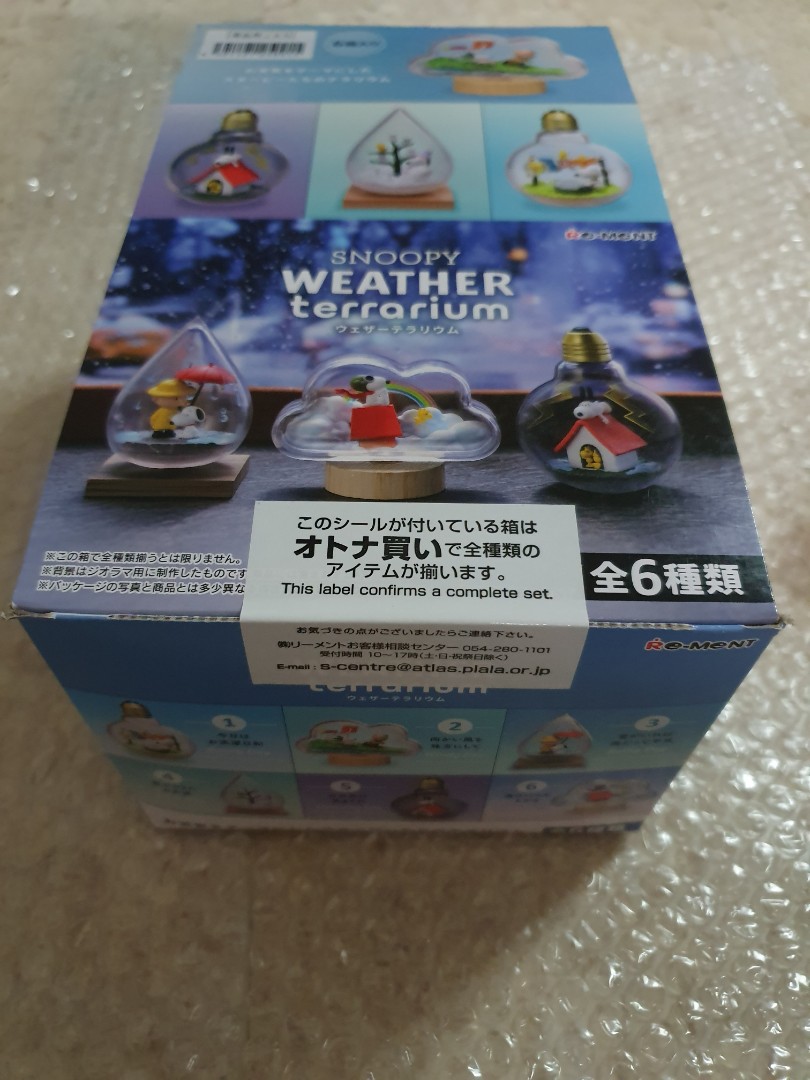 Re-MeNT
SNOOPY
WEATHER
terrarium
ウェザーテラリウム
※この箱で全種類揃うとは限りません。
※背景はジオラマ用に制作したものです
※パッケージの写真と商品とは多少異な
このシールが付いている箱は
オトナ買いで全種類の
アイテムが揃います。
This label confirms a complete set.
全6種類
お気づきの点がございましたらご連絡下さい。
㈱リーメントお客様相談センター 054-280-1101
受付時間 10〜17時(土・日・祝祭日除く)
E-mail : s-centre@atlas.plala.or.jp
Re-MeNT
terrarium
ウェザーテラリウム
1
2
3
4
5
6